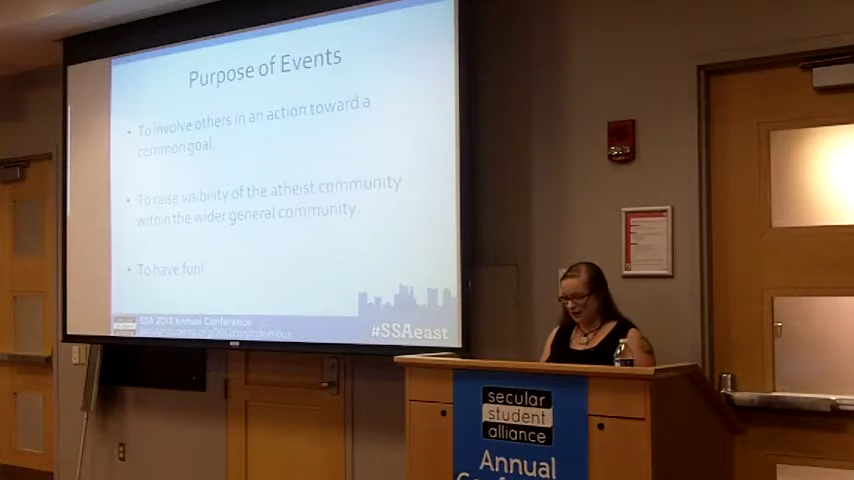 Purpose of Events
• To involve others in an action toward a
common goal.
• To raise visibility of the atheist community
within the wider general community.
• To have fun!
SSA 2013 Annual Conference
#SSAeast
secular
student
alliance
Annual